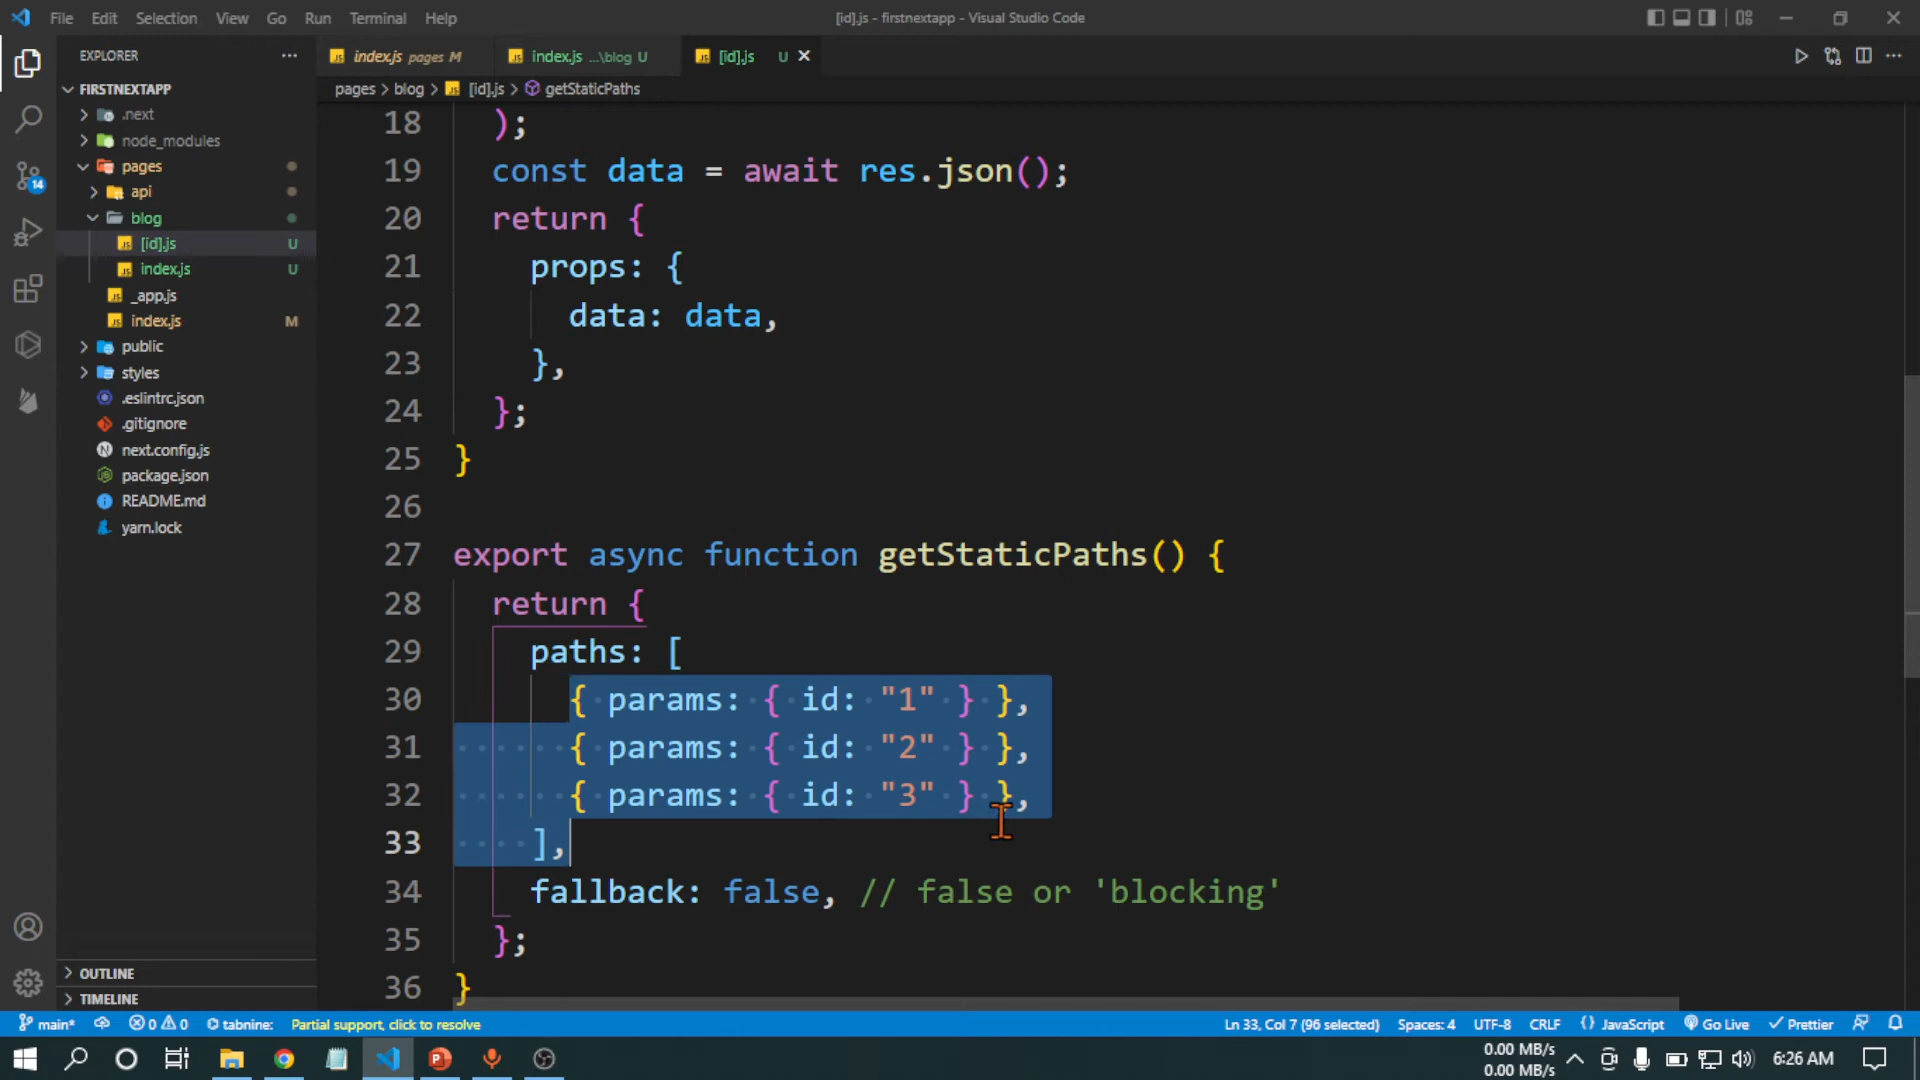 File Edit Selection View Go Run Terminal Help
[id].js - firstnextapp - Visual Studio Code
EXPLORER
index.js pages M
index.js ...\blog U
[id].js U
FIRSTNEXTAPP
pages > blog > [id].js > getStaticPaths
.next
node_modules
pages
api
blog
[id].js U
index.js U
_app.js
index.js M
public
styles
.eslintrc.json
.gitignore
next.config.js
package.json
README.md
yarn.lock
OUTLINE
TIMELINE
14
18 );
19 const data = await res.json();
20 return {
21 props: {
22 data: data,
23 },
24 };
25 }
26
27 export async function getStaticPaths() {
28 return {
29 paths: [
30 { params: { id: "1" } },
31 { params: { id: "2" } },
32 { params: { id: "3" } },
33 ],
34 fallback: false, // false or 'blocking'
35 };
36 }
main* 0 0 tabnine: Partial support, click to resolve
Ln 33, Col 7 (96 selected) Spaces: 4 UTF-8 CRLF {} JavaScript Go Live Prettier
0.00 MB/s
0.00 MB/s
6:26 AM